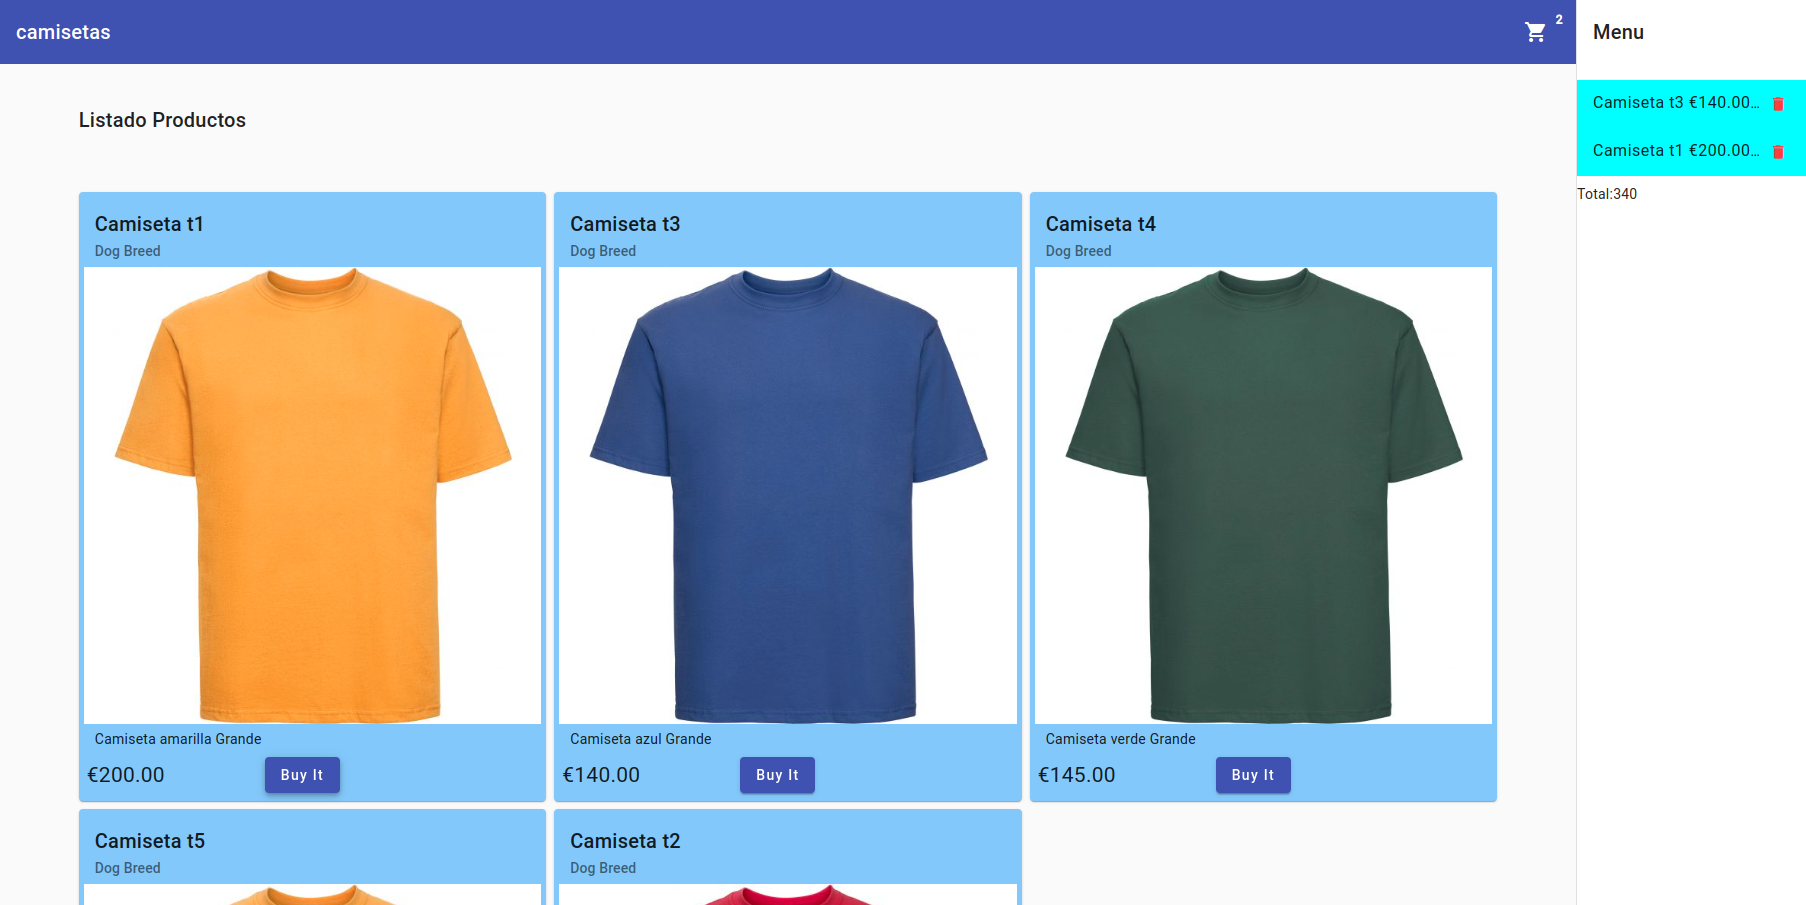 camisetas
2
Menu
Camiseta t3 €140.00…
Camiseta t1 €200.00…
Total:340
Listado Productos
Camiseta t1
Dog Breed
Camiseta amarilla Grande
€200.00
Buy It
Camiseta t3
Dog Breed
Camiseta azul Grande
€140.00
Buy It
Camiseta t4
Dog Breed
Camiseta verde Grande
€145.00
Buy It
Camiseta t5
Dog Breed
Camiseta t2
Dog Breed